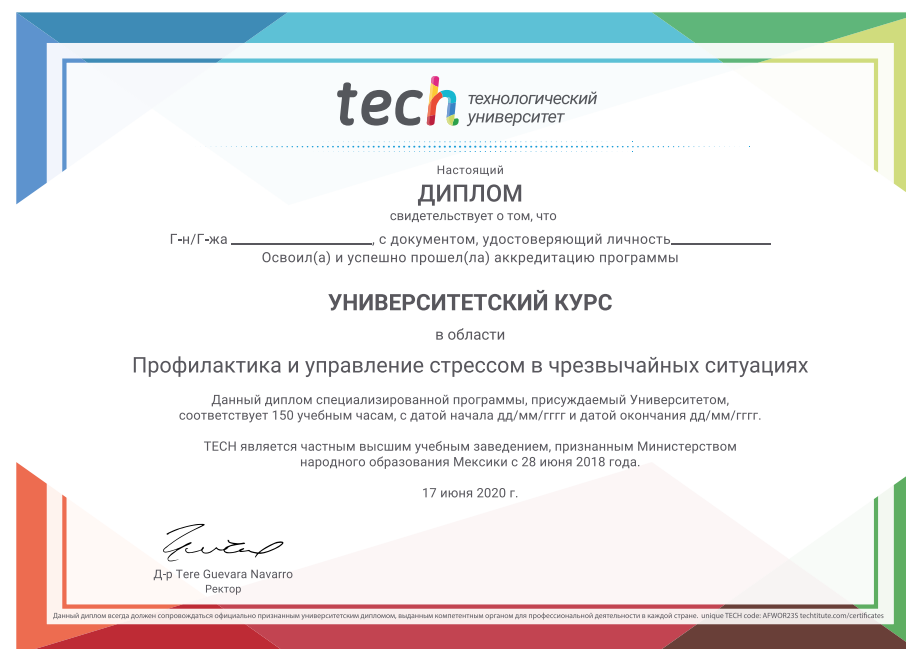 tech технологический
университет
Настоящий
ДИПЛОМ
свидетельствует о том, что
Г-н/Г-жа ____________________, с документом, удостоверяющий личность______________
Освоил(а) и успешно прошел(ла) аккредитацию программы
УНИВЕРСИТЕТСКИЙ КУРС
в области
Профилактика и управление стрессом в чрезвычайных ситуациях
Данный диплом специализированной программы, присуждаемый Университетом,
соответствует 150 учебным часам, с датой начала дд/мм/гггг и датой окончания дд/мм/гггг.
TECH является частным высшим учебным заведением, признанным Министерством
народного образования Мексики с 28 июня 2018 года.
17 июня 2020 г.
Д-р Tere Guevara Navarro
Ректор
Данный диплом всегда должен сопровождаться официально признанным университетским дипломом, выданным компетентным органом для профессиональной деятельности в каждой стране. unique TECH code: AFWOR23S techtitute.com/certificates